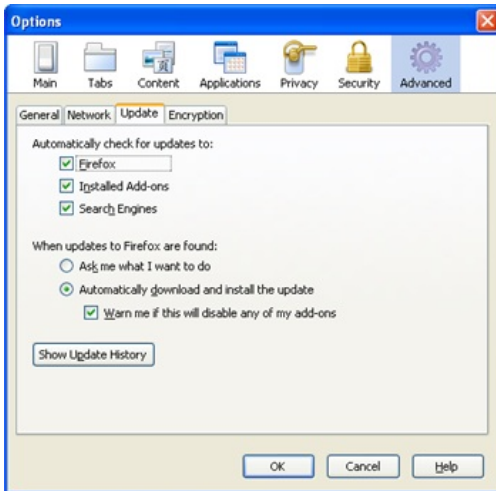 Options
Main Tabs Content Applications Privacy Security Advanced
General Network Update Encryption
Automatically check for updates to:
Firefox
Installed Add-ons
Search Engines
When updates to Firefox are found:
Ask me what I want to do
Automatically download and install the update
Warn me if this will disable any of my add-ons
Show Update History
OK Cancel Help